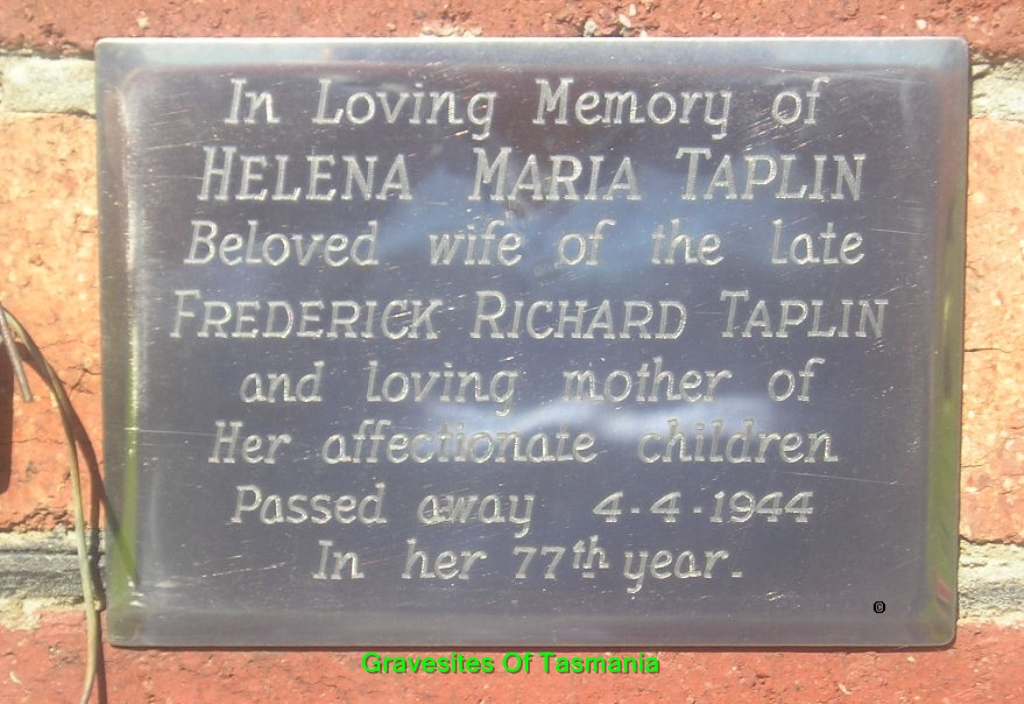 In Loving Memory of
HELENA MARIA TAPLIN
Beloved wife of the late
FREDERICK RICHARD TAPLIN
and loving mother of
Her affectionate children
Passed away 4-4-1944
In her 77th year.
©
Gravesites Of Tasmania